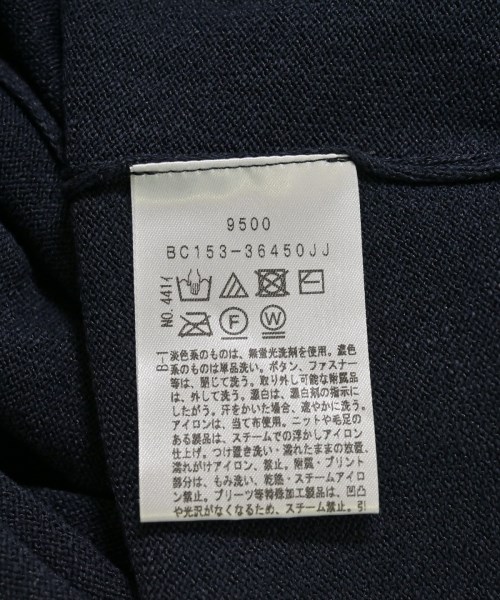 9500
BC153-36450JJ
NO.441イ
F W
B-1
淡色系のものは、無蛍光洗剤を使用。濃色
系のものは単品洗い。ボタン、ファスナー
等は、閉じて洗う。取り外し可能な附属品
は、外して洗う。漂白は、漂白剤の指示に
したがう。汗をかいた場合、速やかに洗う。
アイロンは、当て布使用。ニットや毛足の
ある製品は、スチームでの浮かしアイロン
仕上げ。つけ置き洗い・濡れたままの放置、
濡れがけアイロン、禁止。附属・プリント
部分は、もみ洗い、乾燥・スチームアイロ
ン禁止。プリーツ等特殊加工製品は、凹凸
や光沢がなくなるため、スチーム禁止。引